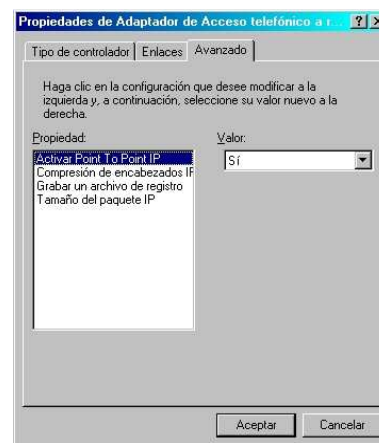 Propiedades de Adaptador de Acceso telefónico a r...
Tipo de controlador Enlaces Avanzado
Haga clic en la configuración que desee modificar a la
izquierda y, a continuación, seleccione su valor nuevo a la
derecha.
Propiedad: Valor:
Activar Point To Point IP Sí
Compresión de encabezados IF
Grabar un archivo de registro
Tamaño del paquete IP
Aceptar Cancelar